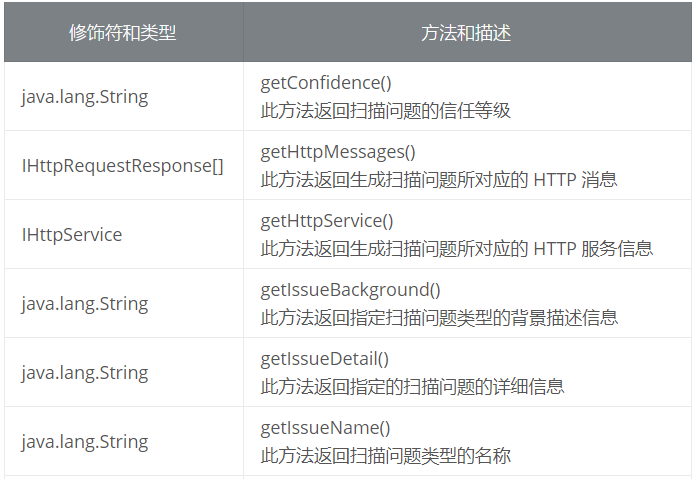 修饰符和类型
方法和描述
java.lang.String
getConfidence()
此方法返回扫描问题的信任等级
IHttpRequestResponse[]
getHttpMessages()
此方法返回生成扫描问题所对应的 HTTP 消息
IHttpService
getHttpService()
此方法返回生成扫描问题所对应的 HTTP 服务信息
java.lang.String
getIssueBackground()
此方法返回指定扫描问题类型的背景描述信息
java.lang.String
getIssueDetail()
此方法返回指定的扫描问题的详细信息
java.lang.String
getIssueName()
此方法返回扫描问题类型的名称